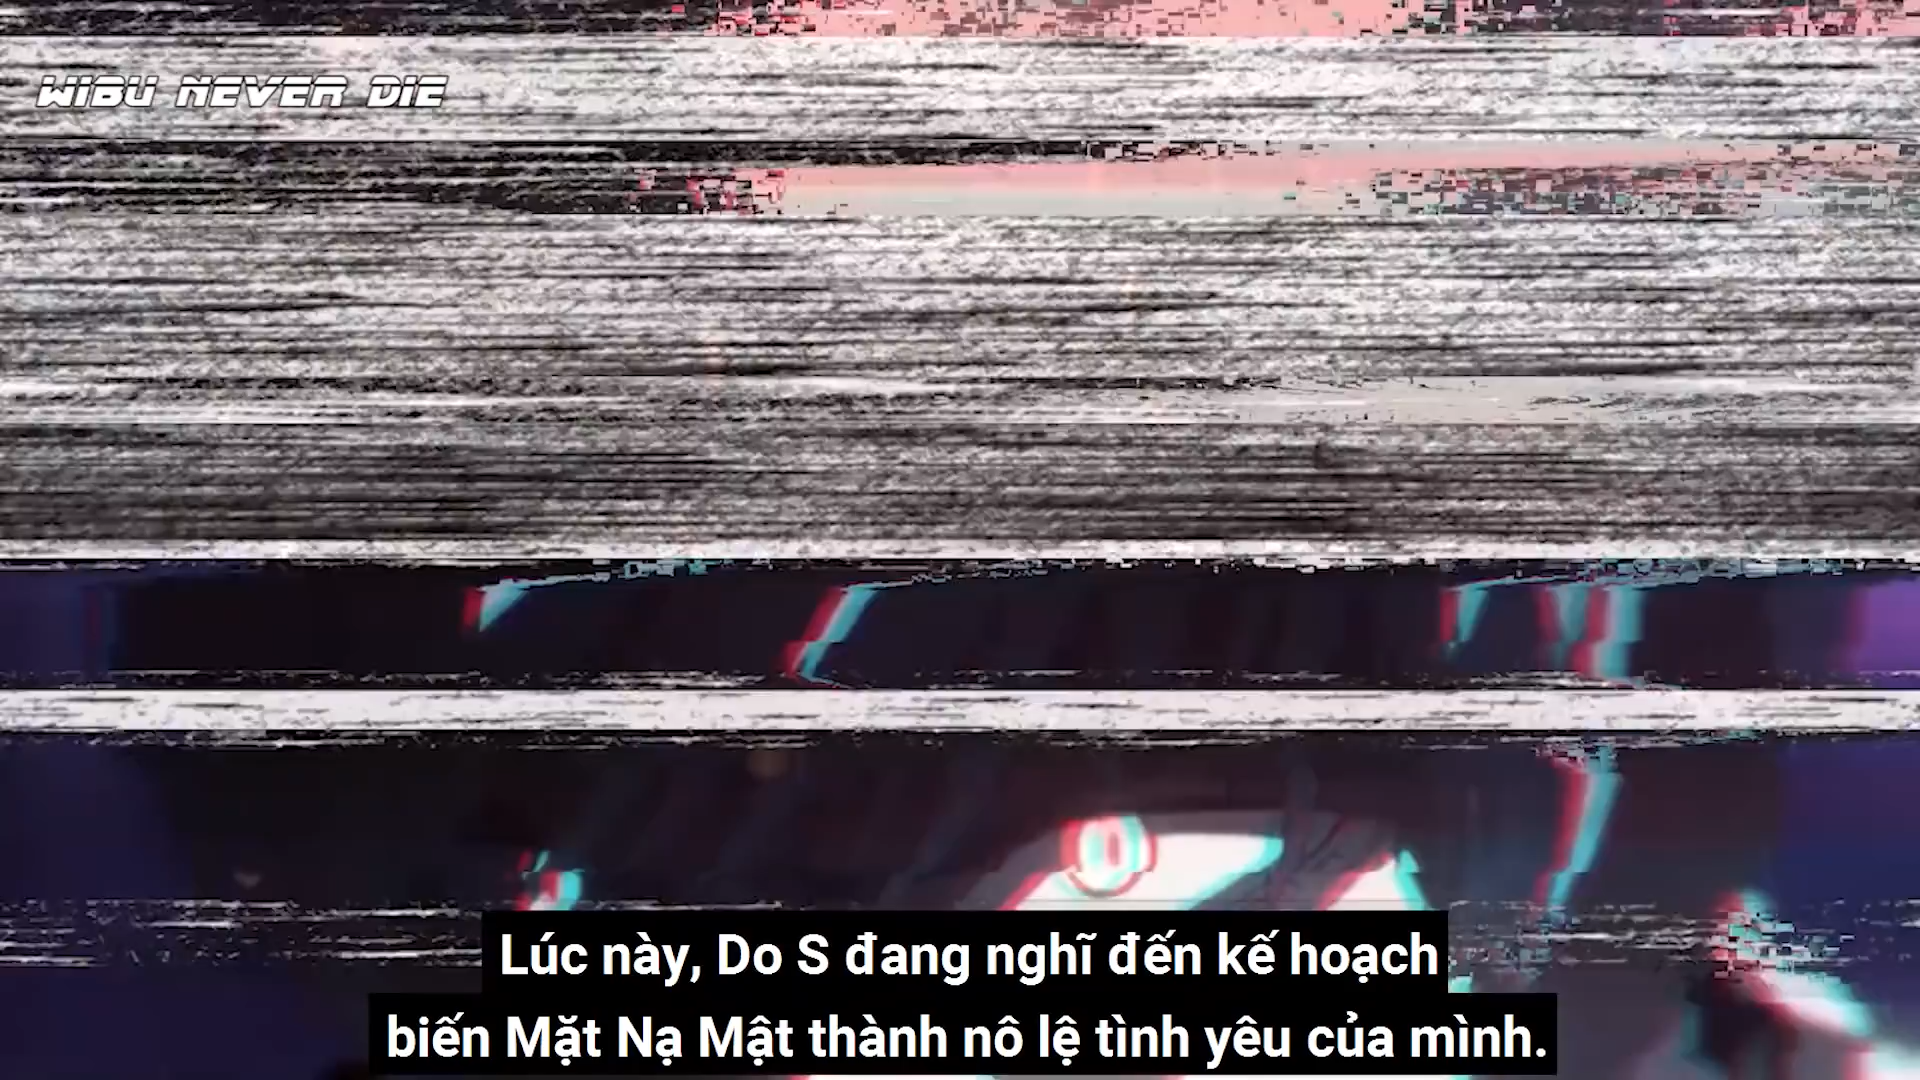 WIBU NEVER DIE
Lúc này, Do S đang nghĩ đến kế hoạch
biến Mặt Nạ Mật thành nô lệ tình yêu của mình.